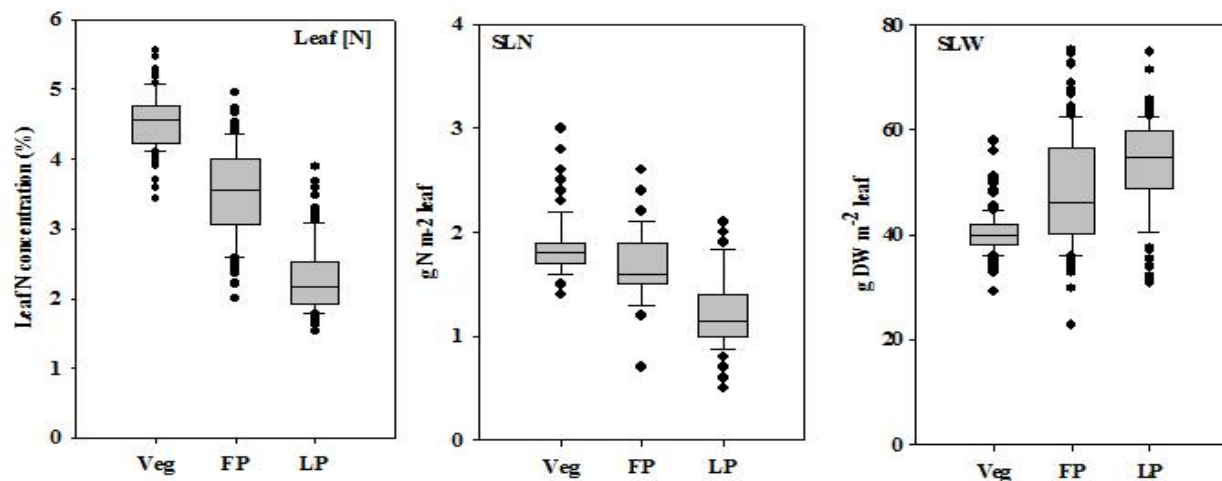 Leaf [N]
Leaf N concentration (%)
6
5
4
3
2
1
0
Veg FP LP
SLN
g N m-2 leaf
4
3
2
1
0
Veg FP LP
SLW
g DW m⁻² leaf
80
60
40
20
0
Veg FP LP